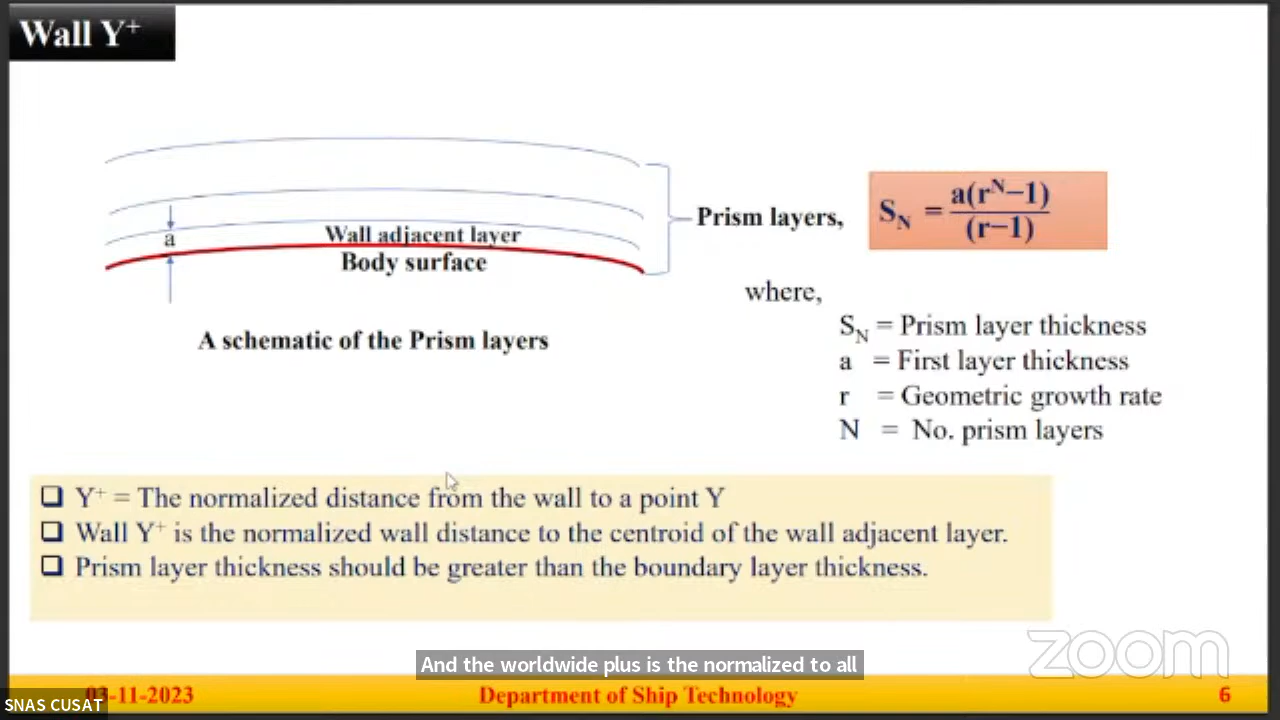 Wall Y⁺
a
Wall adjacent layer
Body surface
A schematic of the Prism layers
Prism layers,
S_N = a(r^N−1)
(r−1)
where,
S_N = Prism layer thickness
a = First layer thickness
r = Geometric growth rate
N = No. prism layers
❑ Y⁺ = The normalized distance from the wall to a point Y
❑ Wall Y⁺ is the normalized wall distance to the centroid of the wall adjacent layer.
❑ Prism layer thickness should be greater than the boundary layer thickness.
zoom
And the worldwide plus is the normalized to all
03-11-2023
Department of Ship Technology
6
SNAS CUSAT